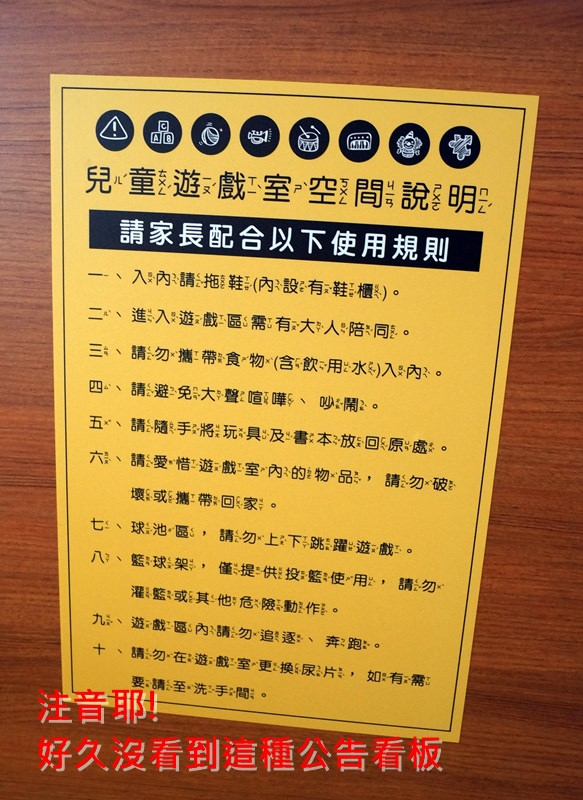 兒童遊戲室空間說明
請家長配合以下使用規則
一、入內請拖鞋(內設有鞋櫃)。
二、進入遊戲區需有大人陪同。
三、請勿攜帶食物(含飲用水)入內。
四、請避免大聲喧嘩、吵鬧。
五、請隨手將玩具及書本放回原處。
六、請愛惜遊戲室內的物品，請勿破
壞或攜帶回家。
七、球池區，請勿上下跳躍遊戲。
八、籃球架，僅提供投籃使用，請勿
灌籃或其他危險動作。
九、遊戲區內請勿追逐、奔跑。
十、請勿在遊戲室更換尿片，如有需
要請至洗手間。
注音耶!
好久沒看到這種公告看板